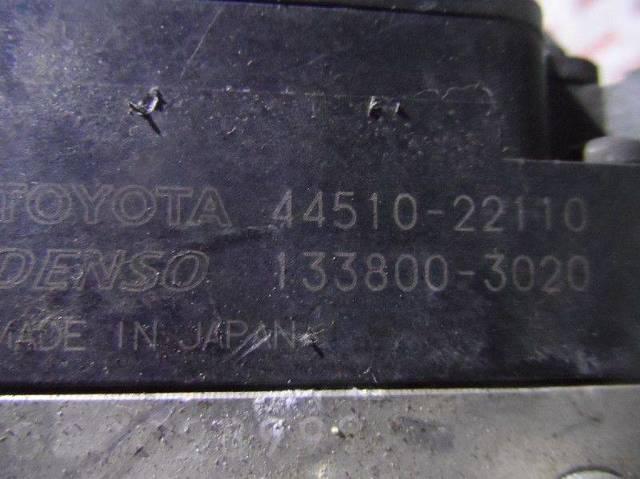 TOYOTA 44510-22110
DENSO 133800-3020
MADE IN JAPAN